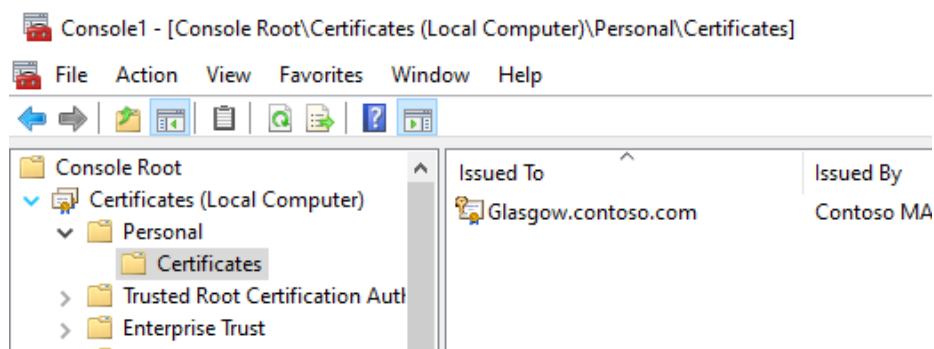 Console1 - [Console Root\Certificates (Local Computer)\Personal\Certificates]
File Action View Favorites Window Help
Console Root
Certificates (Local Computer)
Personal
Certificates
Trusted Root Certification Auth
Enterprise Trust
Issued To Issued By
Glasgow.contoso.com Contoso MA